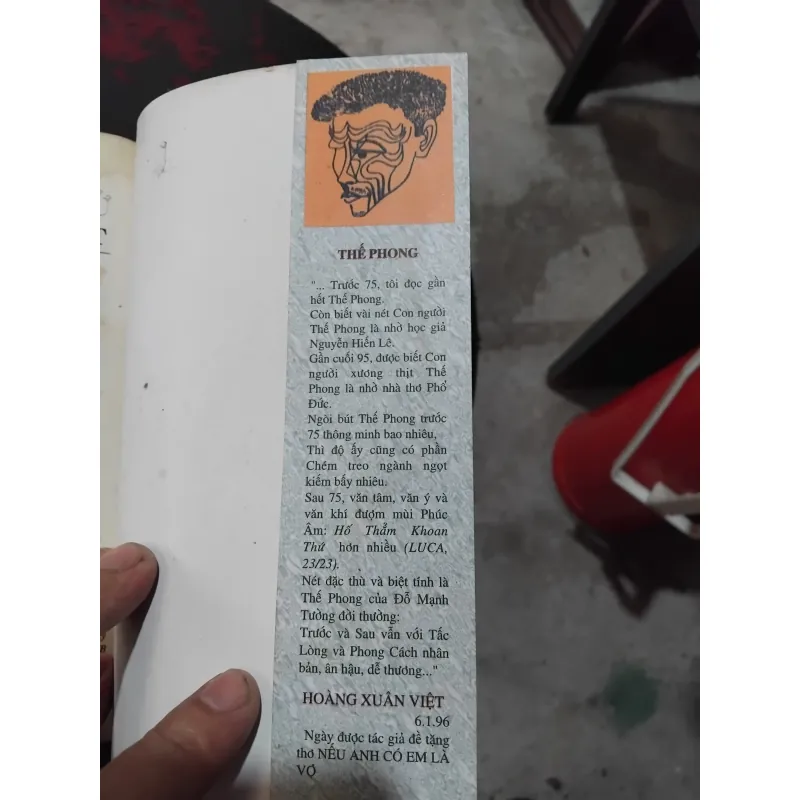 THẾ PHONG
"... Trước 75, tôi đọc gần
hết Thế Phong.
Còn biết vài nét Con người
Thế Phong là nhờ học giả
Nguyễn Hiến Lê.
Gần cuối 95, được biết Con
người xương thịt Thế
Phong là nhờ nhà thơ Phổ
Đức.
Ngòi bút Thế Phong trước
75 thông minh bao nhiêu,
Thì độ ấy cũng có phần
Chém treo ngành ngọt
kiếm bấy nhiêu.
Sau 75, văn tâm, văn ý và
văn khí đượm mùi Phúc
Âm: Hố Thẳm Khoan
Thứ hơn nhiều (LUCA,
23/23).
Nét đặc thù và biệt tính là
Thế Phong của Đỗ Mạnh
Tường đời thường:
Trước và Sau vẫn với Tấc
Lòng và Phong Cách nhân
bản, ân hậu, dễ thương..."
HOÀNG XUÂN VIỆT
6.1.96
Ngày được tác giả đề tặng
thơ NẾU ANH CÓ EM LÀ
VỢ